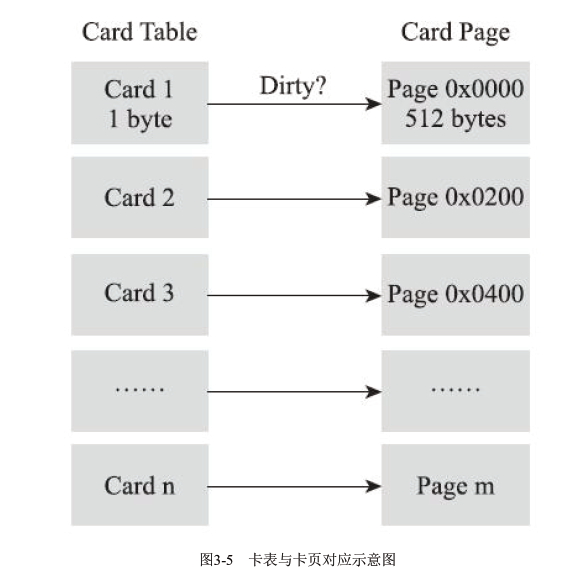 Card Table
Card Page
Card 1
1 byte
Dirty?
Page 0x0000
512 bytes
Card 2
Page 0x0200
Card 3
Page 0x0400
……
……
Card n
Page m
图3-5 卡表与卡页对应示意图